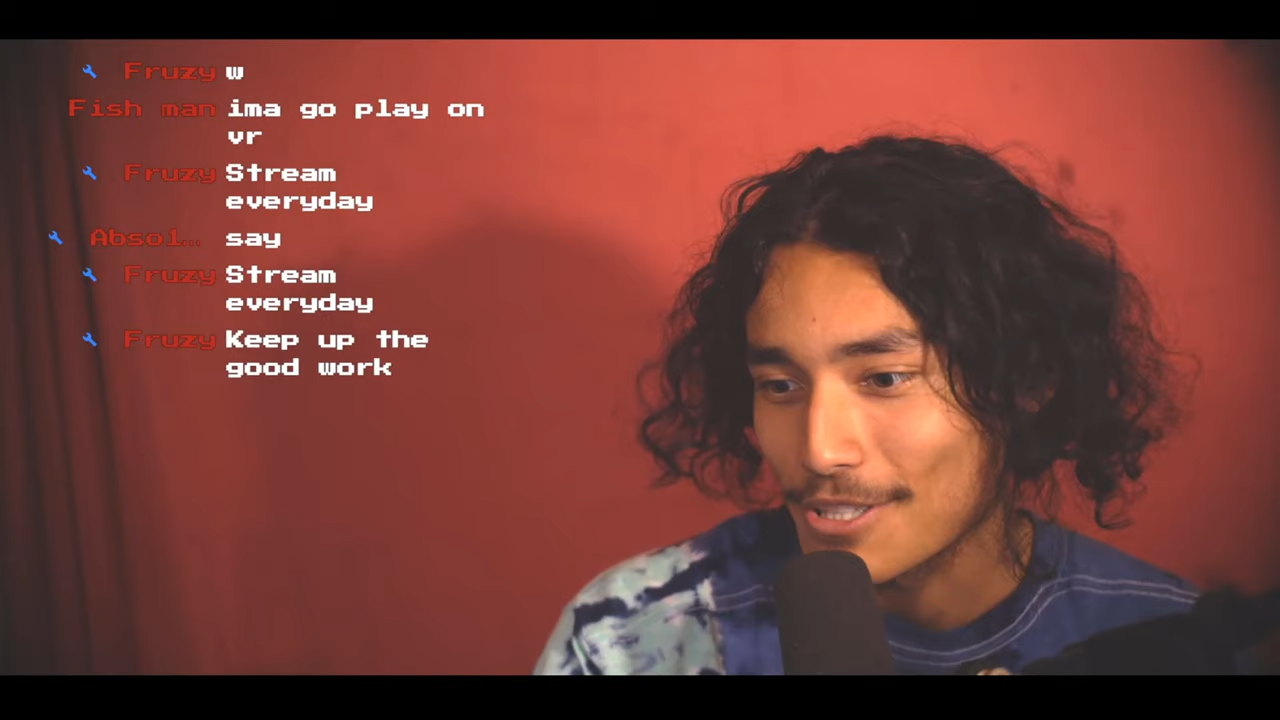 Fruzy w
Fish man ima go play on
vr
Fruzy Stream
everyday
Absol… say
Fruzy Stream
everyday
Fruzy Keep up the
good work